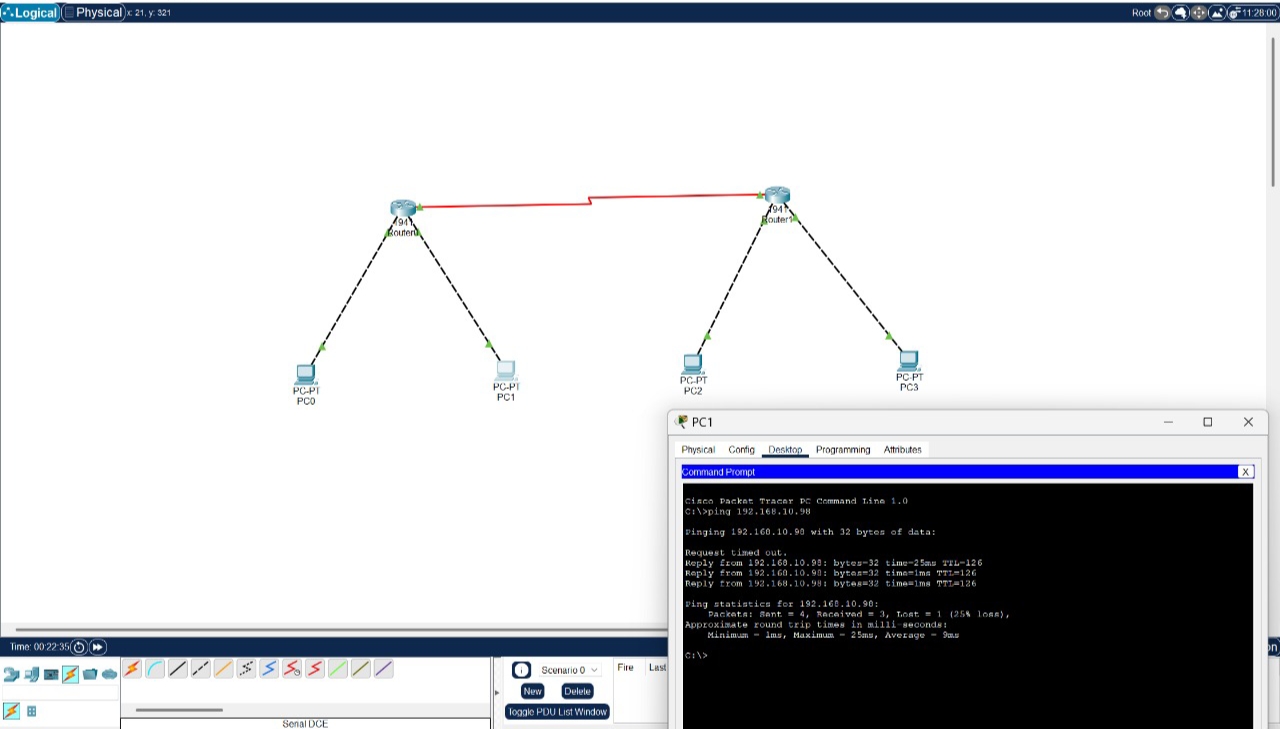 Logical Physical x: 21, y: 321
Root 11:28:00
1941
Router0
1941
Router1
PC-PT
PC0
PC-PT
PC1
PC-PT
PC2
PC-PT
PC3
PC1
Physical Config Desktop Programming Attributes
Command Prompt X
Cisco Packet Tracer PC Command Line 1.0
C:\>ping 192.168.10.98
Pinging 192.168.10.98 with 32 bytes of data:
Request timed out.
Reply from 192.168.10.98: bytes=32 time=25ms TTL=126
Reply from 192.168.10.98: bytes=32 time=1ms TTL=126
Reply from 192.168.10.98: bytes=32 time=1ms TTL=126
Ping statistics for 192.168.10.98:
Packets: Sent = 4, Received = 3, Lost = 1 (25% loss),
Approximate round trip times in milli-seconds:
Minimum = 1ms, Maximum = 25ms, Average = 9ms
C:\>
Time: 00:22:35
Scenario 0
New Delete
Toggle PDU List Window
Fire Last
Serial DCE